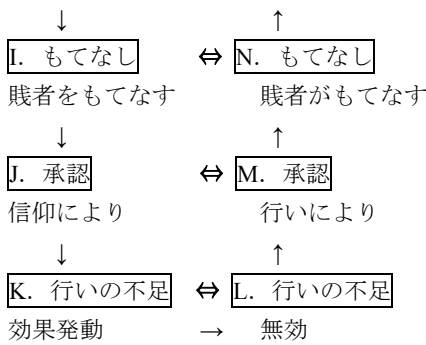 ↓ ↑
I. もてなし ⇔ N. もてなし
賎者をもてなす 賎者がもてなす
↓ ↑
J. 承認 ⇔ M. 承認
信仰により 行いにより
↓ ↑
K. 行いの不足 ⇔ L. 行いの不足
効果発動 → 無効